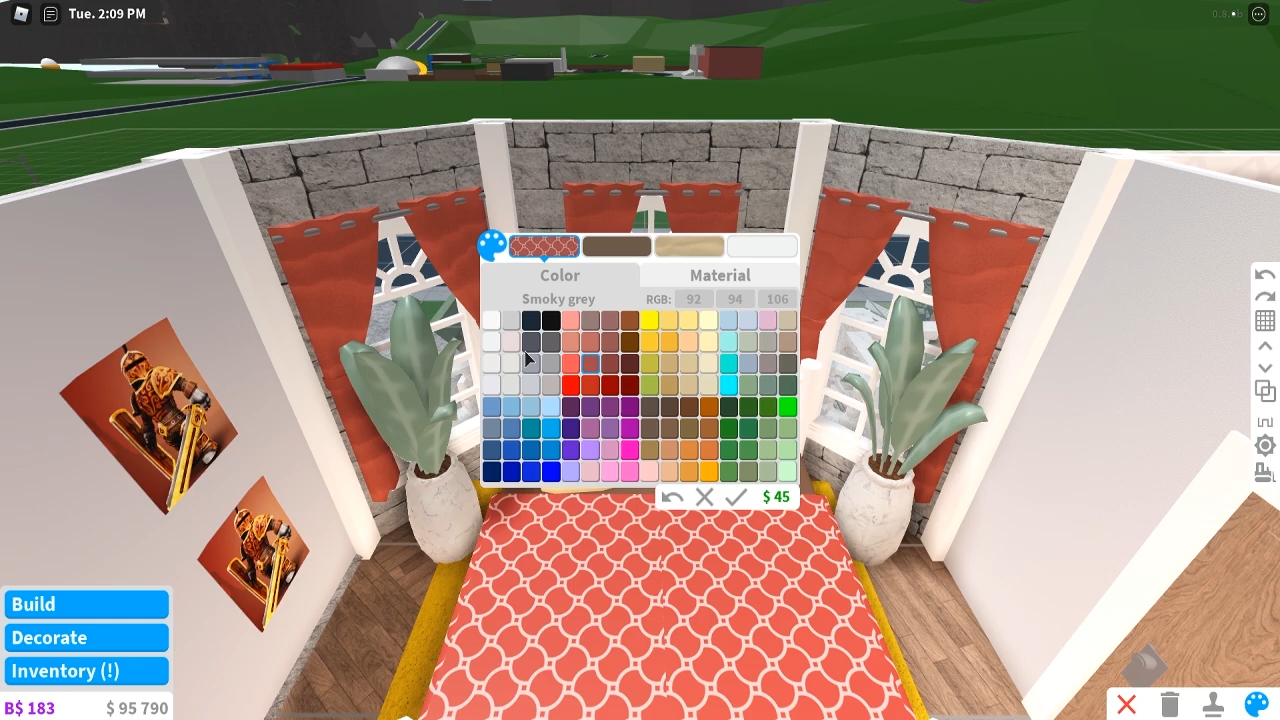 Tue. 2:09 PM
Color
Material
Smoky grey
RGB: 92 94 106
$ 45
Build
Decorate
Inventory (!)
B$ 183
$ 95 790